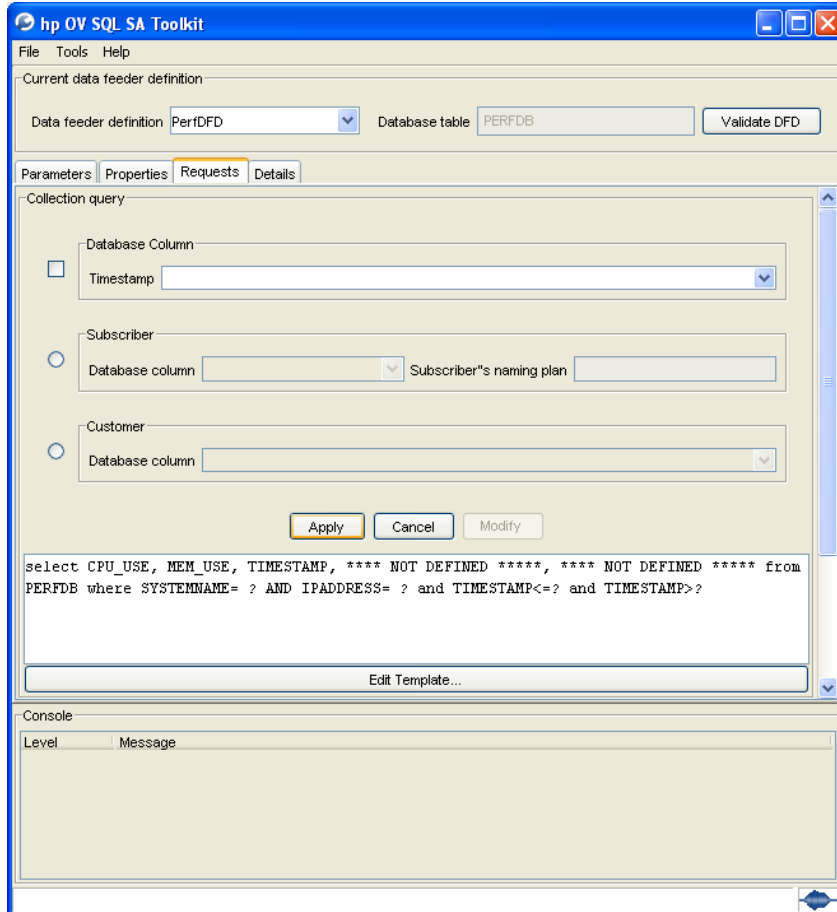 hp OV SQL SA Toolkit
File Tools Help
Current data feeder definition
Data feeder definition PerfDFD Database table PERFDB Validate DFD
Parameters Properties Requests Details
Collection query
Database Column
Timestamp
Subscriber
Database column Subscriber"s naming plan
Customer
Database column
Apply Cancel Modify
select CPU_USE, MEM_USE, TIMESTAMP, **** NOT DEFINED *****, **** NOT DEFINED ***** from
PERFDB where SYSTEMNAME= ? AND IPADDRESS= ? and TIMESTAMP<=? and TIMESTAMP>?
Edit Template...
Console
Level Message